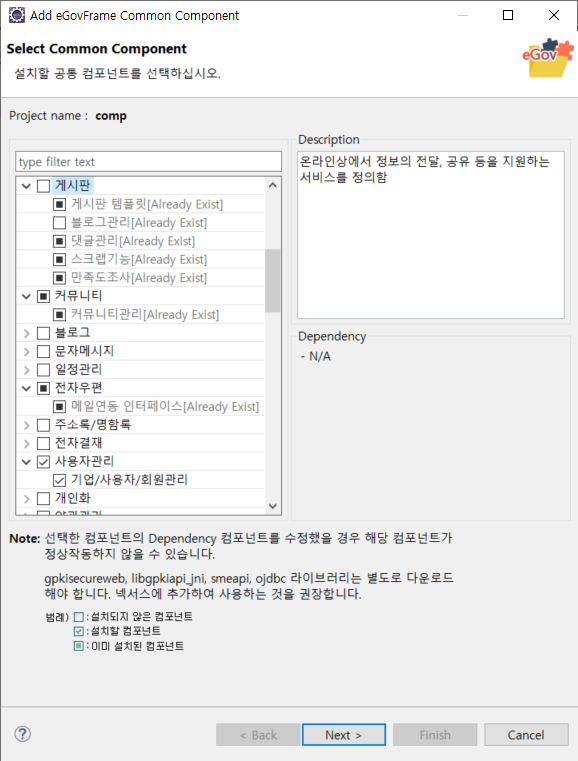 Add eGovFrame Common Component
Select Common Component
설치할 공통 컴포넌트를 선택하십시오.
eGov
Project name : comp
type filter text
게시판
게시판 템플릿[Already Exist]
블로그관리[Already Exist]
댓글관리[Already Exist]
스크랩기능[Already Exist]
만족도조사[Already Exist]
커뮤니티
커뮤니티관리[Already Exist]
블로그
문자메시지
일정관리
전자우편
메일연동 인터페이스[Already Exist]
주소록/명함록
전자결재
사용자관리
기업/사용자/회원관리
개인화
Description
온라인상에서 정보의 전달, 공유 등을 지원하는
서비스를 정의함
Dependency
- N/A
Note: 선택한 컴포넌트의 Dependency 컴포넌트를 수정했을 경우 해당 컴포넌트가
정상작동하지 않을 수 있습니다.
gpkisecureweb, libgpkiapi_jni, smeapi, ojdbc 라이브러리는 별도로 다운로드
해야 합니다. 넥서스에 추가하여 사용하는 것을 권장합니다.
범례) : 설치되지 않은 컴포넌트
: 설치할 컴포넌트
: 이미 설치된 컴포넌트
?
< Back
Next >
Finish
Cancel